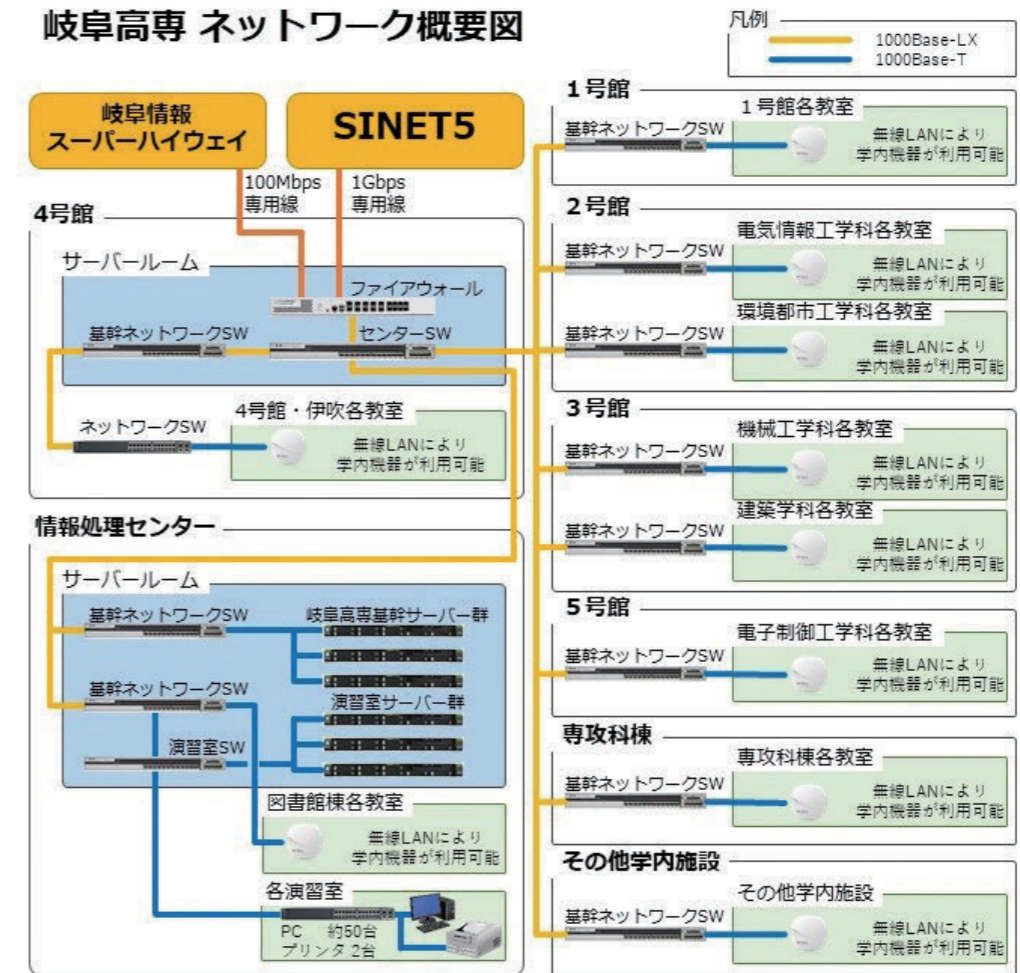 岐阜高専 ネットワーク概要図
凡例
1000Base-LX
1000Base-T
岐阜情報
スーパーハイウェイ
SINET5
100Mbps
専用線
1Gbps
専用線
4号館
サーバールーム
ファイアウォール
基幹ネットワークSW
センターSW
ネットワークSW
4号館・伊吹各教室
無線LANにより
学内機器が利用可能
情報処理センター
サーバールーム
基幹ネットワークSW
岐阜高専基幹サーバー群
基幹ネットワークSW
演習室サーバー群
演習室SW
図書館棟各教室
無線LANにより
学内機器が利用可能
各演習室
PC 約50台
プリンタ 2台
1号館
1号館各教室
基幹ネットワークSW
無線LANにより
学内機器が利用可能
2号館
電気情報工学科各教室
基幹ネットワークSW
無線LANにより
学内機器が利用可能
環境都市工学科各教室
基幹ネットワークSW
無線LANにより
学内機器が利用可能
3号館
機械工学科各教室
基幹ネットワークSW
無線LANにより
学内機器が利用可能
建築学科各教室
基幹ネットワークSW
無線LANにより
学内機器が利用可能
5号館
電子制御工学科各教室
基幹ネットワークSW
無線LANにより
学内機器が利用可能
専攻科棟
専攻科棟各教室
基幹ネットワークSW
無線LANにより
学内機器が利用可能
その他学内施設
その他学内施設
基幹ネットワークSW
無線LANにより
学内機器が利用可能